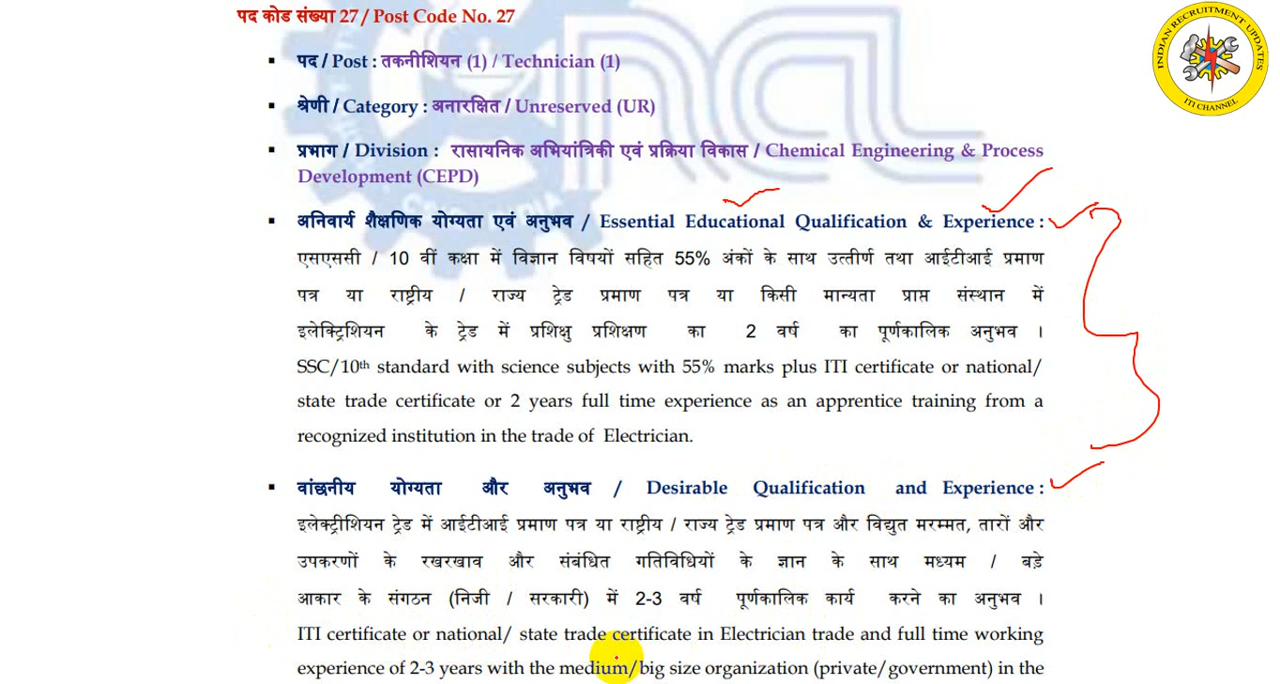 पद कोड संख्या 27 / Post Code No. 27
INDIAN RECRUITMENT UPDATES
ITI CHANNEL
▪ पद / Post : तकनीशियन (1) / Technician (1)
▪ श्रेणी / Category : अनारक्षित / Unreserved (UR)
▪ प्रभाग / Division : रासायनिक अभियांत्रिकी एवं प्रक्रिया विकास / Chemical Engineering & Process
Development (CEPD)
▪ अनिवार्य शैक्षणिक योग्यता एवं अनुभव / Essential Educational Qualification & Experience :
एसएससी / 10 वीं कक्षा में विज्ञान विषयों सहित 55% अंकों के साथ उत्तीर्ण तथा आईटीआई प्रमाण
पत्र या राष्ट्रीय / राज्य ट्रेड प्रमाण पत्र या किसी मान्यता प्राप्त संस्थान में
इलेक्ट्रिशियन के ट्रेड में प्रशिक्षु प्रशिक्षण का 2 वर्ष का पूर्णकालिक अनुभव ।
SSC/10th standard with science subjects with 55% marks plus ITI certificate or national/
state trade certificate or 2 years full time experience as an apprentice training from a
recognized institution in the trade of Electrician.
▪ वांछनीय योग्यता और अनुभव / Desirable Qualification and Experience :
इलेक्ट्रीशियन ट्रेड में आईटीआई प्रमाण पत्र या राष्ट्रीय / राज्य ट्रेड प्रमाण पत्र और विद्युत मरम्मत, तारों और
उपकरणों के रखरखाव और संबंधित गतिविधियों के ज्ञान के साथ मध्यम / बड़े
आकार के संगठन (निजी / सरकारी) में 2-3 वर्ष पूर्णकालिक कार्य करने का अनुभव ।
ITI certificate or national/ state trade certificate in Electrician trade and full time working
experience of 2-3 years with the medium/big size organization (private/government) in the